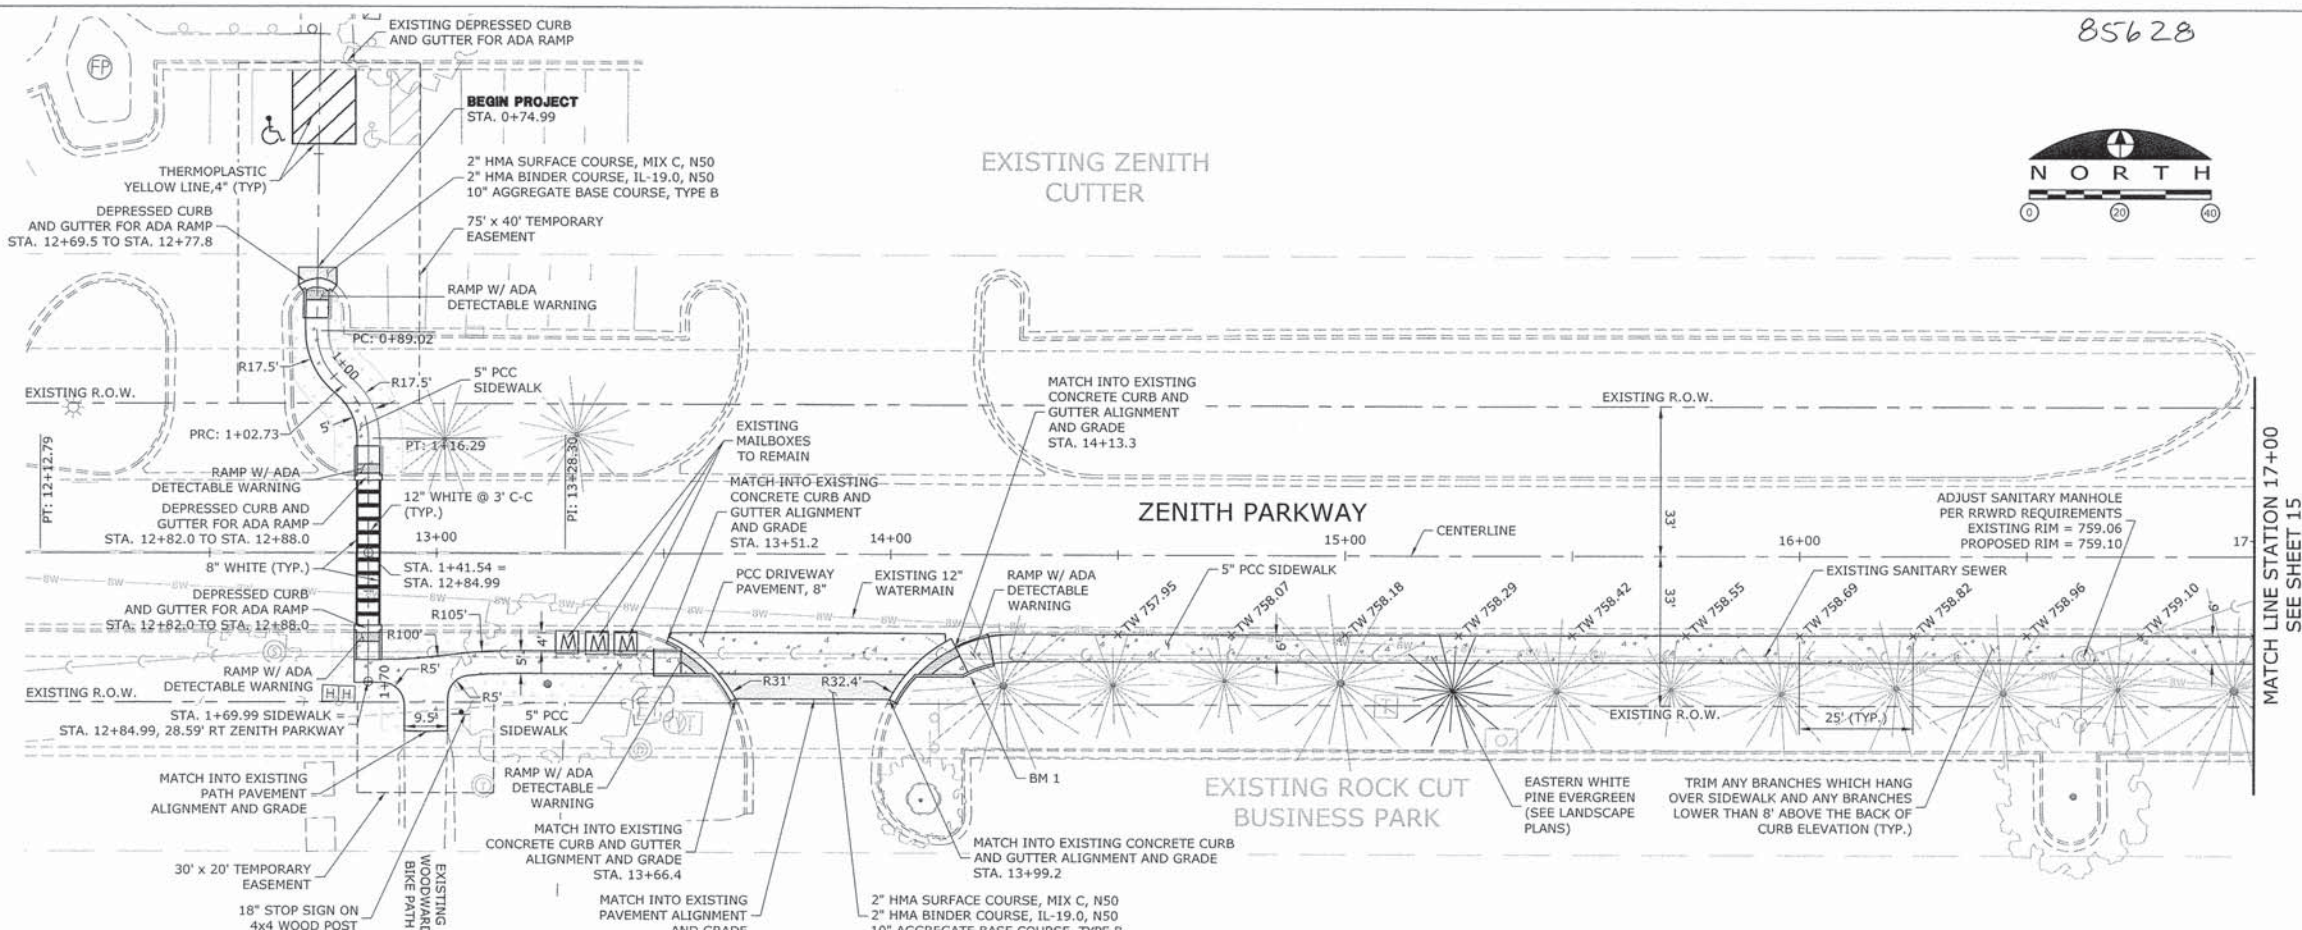 85628
EXISTING DEPRESSED CURB
AND GUTTER FOR ADA RAMP
FP
BEGIN PROJECT
STA. 0+74.99
THERMOPLASTIC
YELLOW LINE,4" (TYP)
2" HMA SURFACE COURSE, MIX C, N50
2" HMA BINDER COURSE, IL-19.0, N50
10" AGGREGATE BASE COURSE, TYPE B
EXISTING ZENITH
CUTTER
NORTH
0 20 40
DEPRESSED CURB
AND GUTTER FOR ADA RAMP
STA. 12+69.5 TO STA. 12+77.8
75' x 40' TEMPORARY
EASEMENT
RAMP W/ ADA
DETECTABLE WARNING
PC: 0+89.02
R17.5'
1+00
R17.5'
5" PCC
SIDEWALK
EXISTING R.O.W.
5'
PRC: 1+02.73
PT: 1+16.29
PT: 12+12.79
PI: 13+28.30
EXISTING
MAILBOXES
TO REMAIN
MATCH INTO EXISTING
CONCRETE CURB AND
GUTTER ALIGNMENT
AND GRADE
STA. 14+13.3
EXISTING R.O.W.
RAMP W/ ADA
DETECTABLE WARNING
12" WHITE @ 3' C-C
(TYP.)
MATCH INTO EXISTING
CONCRETE CURB AND
GUTTER ALIGNMENT
AND GRADE
STA. 13+51.2
DEPRESSED CURB AND
GUTTER FOR ADA RAMP
STA. 12+82.0 TO STA. 12+88.0
ZENITH PARKWAY
33'
ADJUST SANITARY MANHOLE
PER RRWRD REQUIREMENTS
EXISTING RIM = 759.06
PROPOSED RIM = 759.10
MATCH LINE STATION 17+00
SEE SHEET 15
13+00
14+00
15+00
CENTERLINE
16+00
17
8" WHITE (TYP.)
STA. 1+41.54 =
STA. 12+84.99
PCC DRIVEWAY
PAVEMENT, 8"
EXISTING 12"
WATERMAIN
RAMP W/ ADA
DETECTABLE
WARNING
5" PCC SIDEWALK
EXISTING SANITARY SEWER
33'
DEPRESSED CURB
AND GUTTER FOR ADA RAMP
STA. 12+82.0 TO STA. 12+88.0
R105'
R100'
4'
5'
M M M
6'
TW 757.95
TW 758.07
TW 758.18
TW 758.29
TW 758.42
TW 758.55
TW 758.69
TW 758.82
TW 758.96
TW 759.10
6'
RAMP W/ ADA
DETECTABLE WARNING
R5'
1+70
R31'
R32.4'
EXISTING R.O.W.
H H
R5'
9.5'
STA. 1+69.99 SIDEWALK =
STA. 12+84.99, 28.59' RT ZENITH PARKWAY
5" PCC
SIDEWALK
EXISTING R.O.W.
25' (TYP.)
MATCH INTO EXISTING
PATH PAVEMENT
ALIGNMENT AND GRADE
RAMP W/ ADA
DETECTABLE
WARNING
BM 1
EXISTING ROCK CUT
BUSINESS PARK
EASTERN WHITE
PINE EVERGREEN
(SEE LANDSCAPE
PLANS)
TRIM ANY BRANCHES WHICH HANG
OVER SIDEWALK AND ANY BRANCHES
LOWER THAN 8' ABOVE THE BACK OF
CURB ELEVATION (TYP.)
MATCH INTO EXISTING
CONCRETE CURB AND GUTTER
ALIGNMENT AND GRADE
STA. 13+66.4
MATCH INTO EXISTING CONCRETE CURB
AND GUTTER ALIGNMENT AND GRADE
STA. 13+99.2
30' x 20' TEMPORARY
EASEMENT
18" STOP SIGN ON
4x4 WOOD POST
EXISTING
WOODWARD
BIKE PATH
MATCH INTO EXISTING
PAVEMENT ALIGNMENT
AND GRADE
2" HMA SURFACE COURSE, MIX C, N50
2" HMA BINDER COURSE, IL-19.0, N50
10" AGGREGATE BASE COURSE, TYPE B